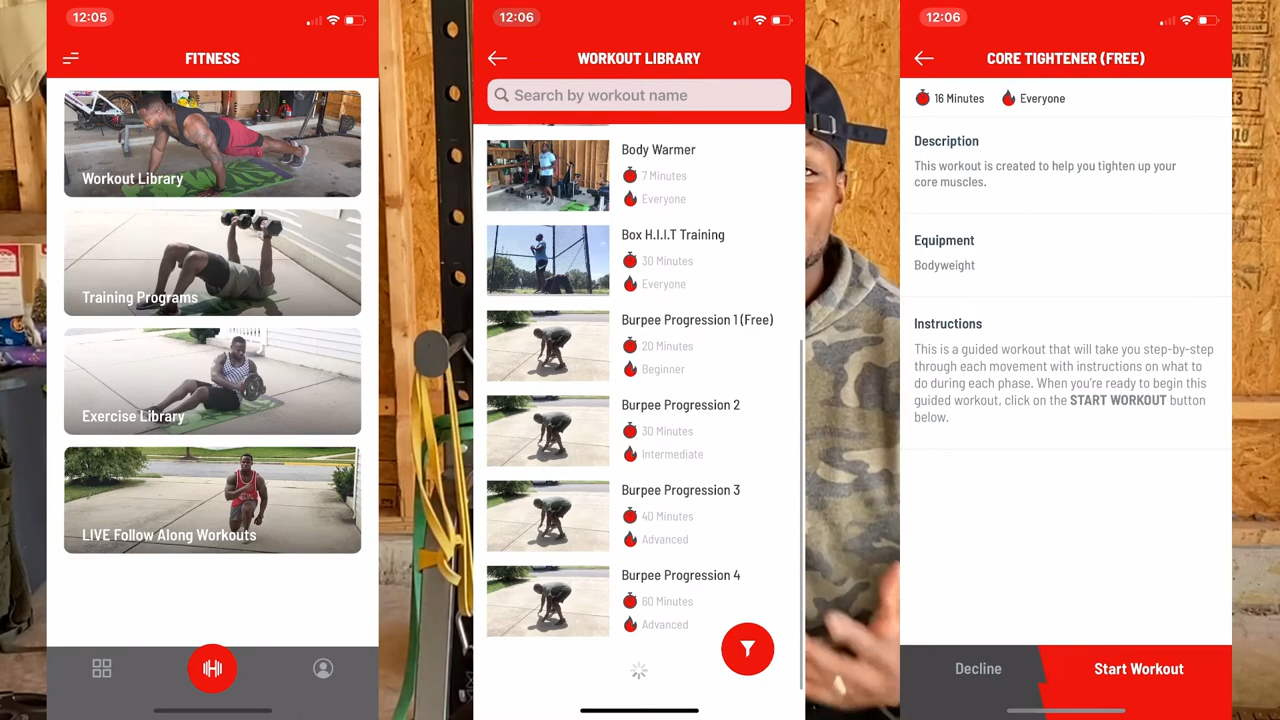 12:05
FITNESS
Workout Library
Training Programs
Exercise Library
LIVE Follow Along Workouts
12:06
WORKOUT LIBRARY
Search by workout name
Body Warmer
7 Minutes
Everyone
Box H.I.I.T Training
30 Minutes
Everyone
Burpee Progression 1 (Free)
20 Minutes
Beginner
Burpee Progression 2
30 Minutes
Intermediate
Burpee Progression 3
40 Minutes
Advanced
Burpee Progression 4
60 Minutes
Advanced
12:06
CORE TIGHTENER (FREE)
16 Minutes
Everyone
Description
This workout is created to help you tighten up your
core muscles.
Equipment
Bodyweight
Instructions
This is a guided workout that will take you step-by-step
through each movement with instructions on what to
do during each phase. When you're ready to begin this
guided workout, click on the START WORKOUT button
below.
Decline
Start Workout